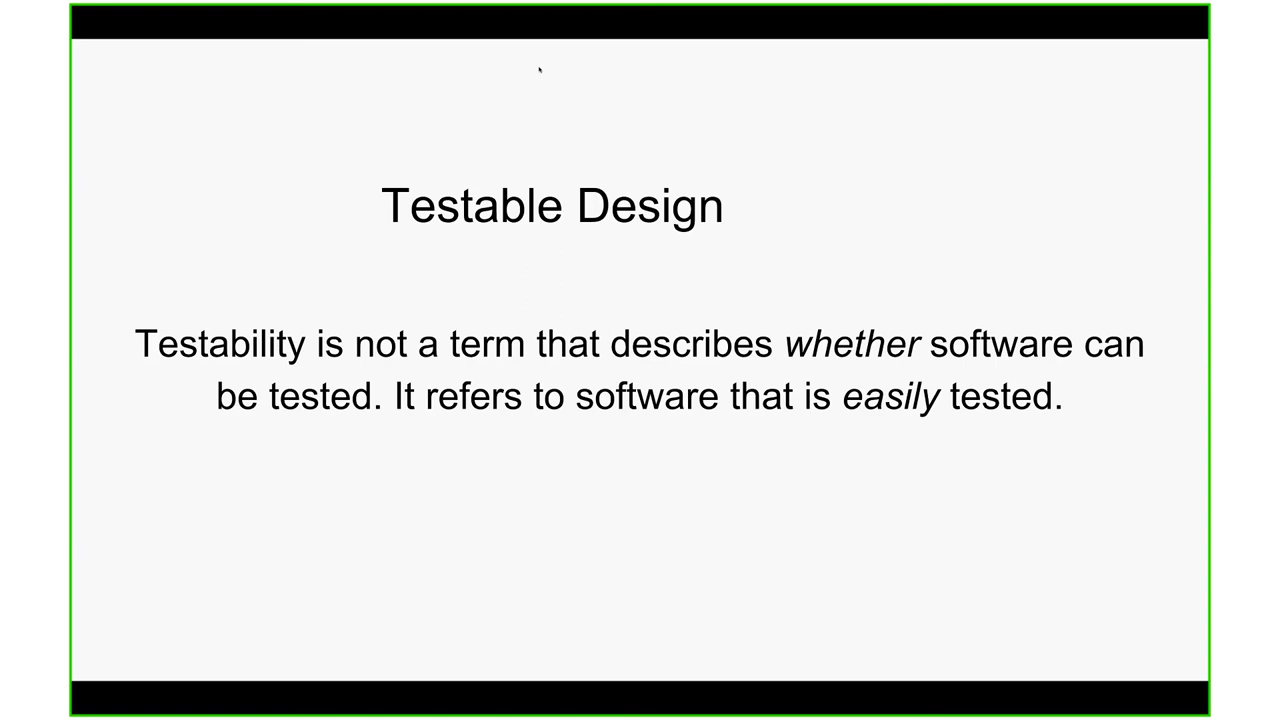 Testable Design
Testability is not a term that describes whether software can
be tested. It refers to software that is easily tested.